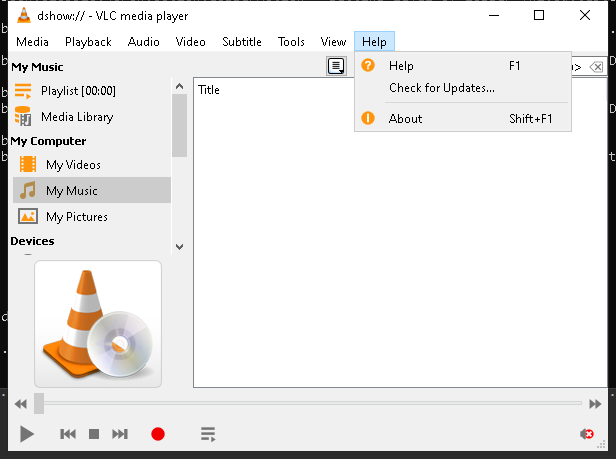 dshow:// - VLC media player
Media Playback Audio Video Subtitle Tools View Help
My Music
Playlist [00:00]
Media Library
My Computer
My Videos
My Music
My Pictures
Devices
Title
Help F1
Check for Updates...
About Shift+F1